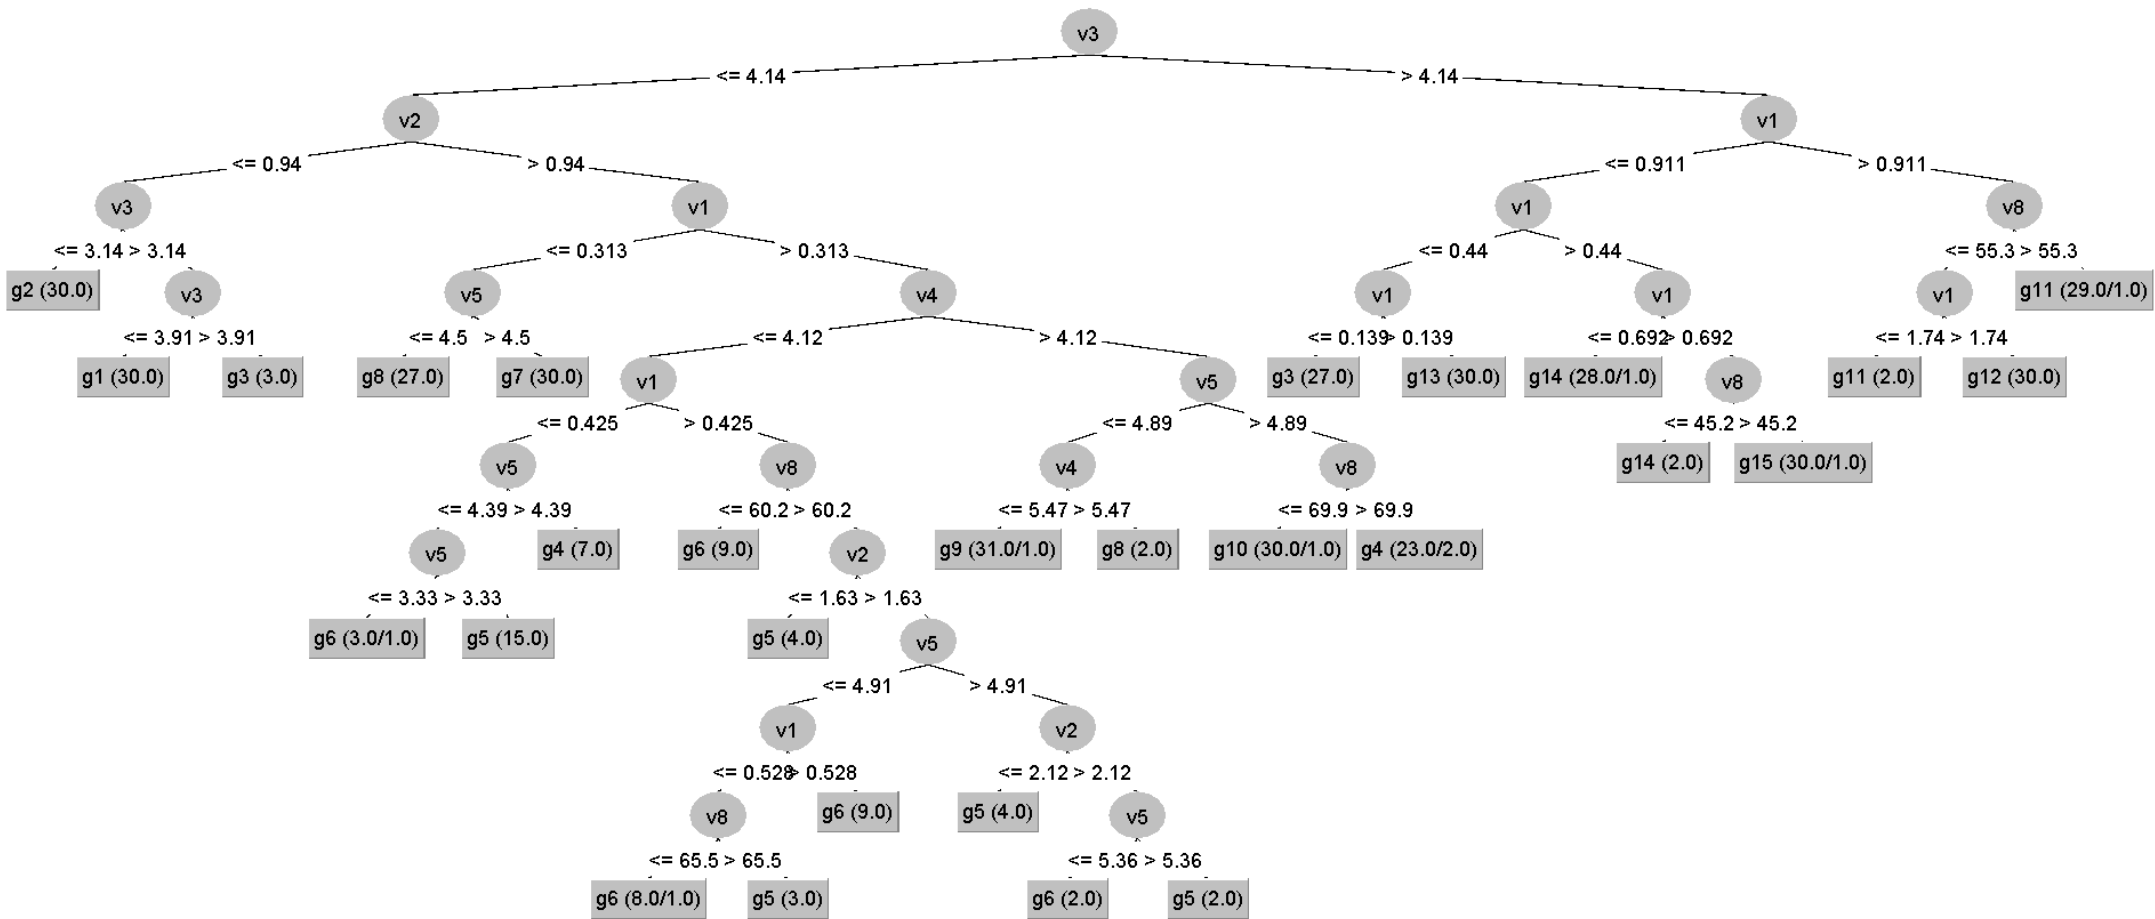 v3
<= 4.14 > 4.14
v2 v1
<= 0.94 > 0.94 <= 0.911 > 0.911
v3 v1 v1 v8
<= 3.14 > 3.14 <= 0.313 > 0.313 <= 0.44 > 0.44 <= 55.3 > 55.3
g2 (30.0) v3 v5 v4 v1 v1 v1 g11 (29.0/1.0)
<= 3.91 > 3.91 <= 4.5 > 4.5 <= 4.12 > 4.12 <= 0.139 > 0.139 <= 0.692 > 0.692 <= 1.74 > 1.74
g1 (30.0) g3 (3.0) g8 (27.0) g7 (30.0) v1 v5 g3 (27.0) g13 (30.0) g14 (28.0/1.0) v8 g11 (2.0) g12 (30.0)
<= 0.425 > 0.425 <= 4.89 > 4.89 <= 45.2 > 45.2
v5 v8 v4 v8 g14 (2.0) g15 (30.0/1.0)
<= 4.39 > 4.39 <= 60.2 > 60.2 <= 5.47 > 5.47 <= 69.9 > 69.9
v5 g4 (7.0) g6 (9.0) v2 g9 (31.0/1.0) g8 (2.0) g10 (30.0/1.0) g4 (23.0/2.0)
<= 3.33 > 3.33 <= 1.63 > 1.63
g6 (3.0/1.0) g5 (15.0) g5 (4.0) v5
<= 4.91 > 4.91
v1 v2
<= 0.528 > 0.528 <= 2.12 > 2.12
v8 g6 (9.0) g5 (4.0) v5
<= 65.5 > 65.5 <= 5.36 > 5.36
g6 (8.0/1.0) g5 (3.0) g6 (2.0) g5 (2.0)